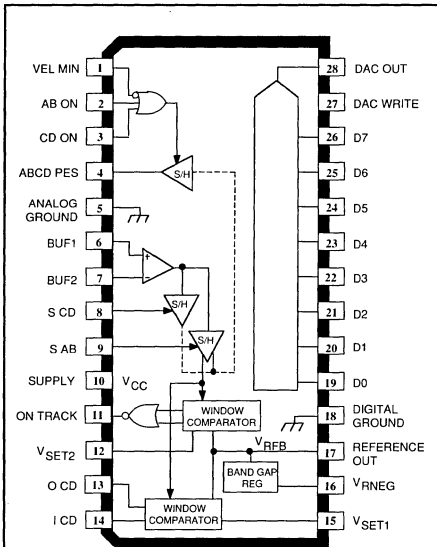 VEL MIN 1
28 DAC OUT
AB ON 2
27 DAC WRITE
CD ON 3
26 D7
ABCD PES 4
S/H
25 D6
ANALOG
GROUND 5
24 D5
BUF1 6
+
23 D4
BUF2 7
−
22 D3
S CD 8
S/H
21 D2
S AB 9
S/H
20 D1
SUPPLY 10 VCC
19 D0
ON TRACK 11
WINDOW
COMPARATOR
18 DIGITAL
GROUND
VSET2 12
VRFB
17 REFERENCE
OUT
O CD 13
BAND GAP
REG
16 VRNEG
I CD 14
WINDOW
COMPARATOR
15 VSET1